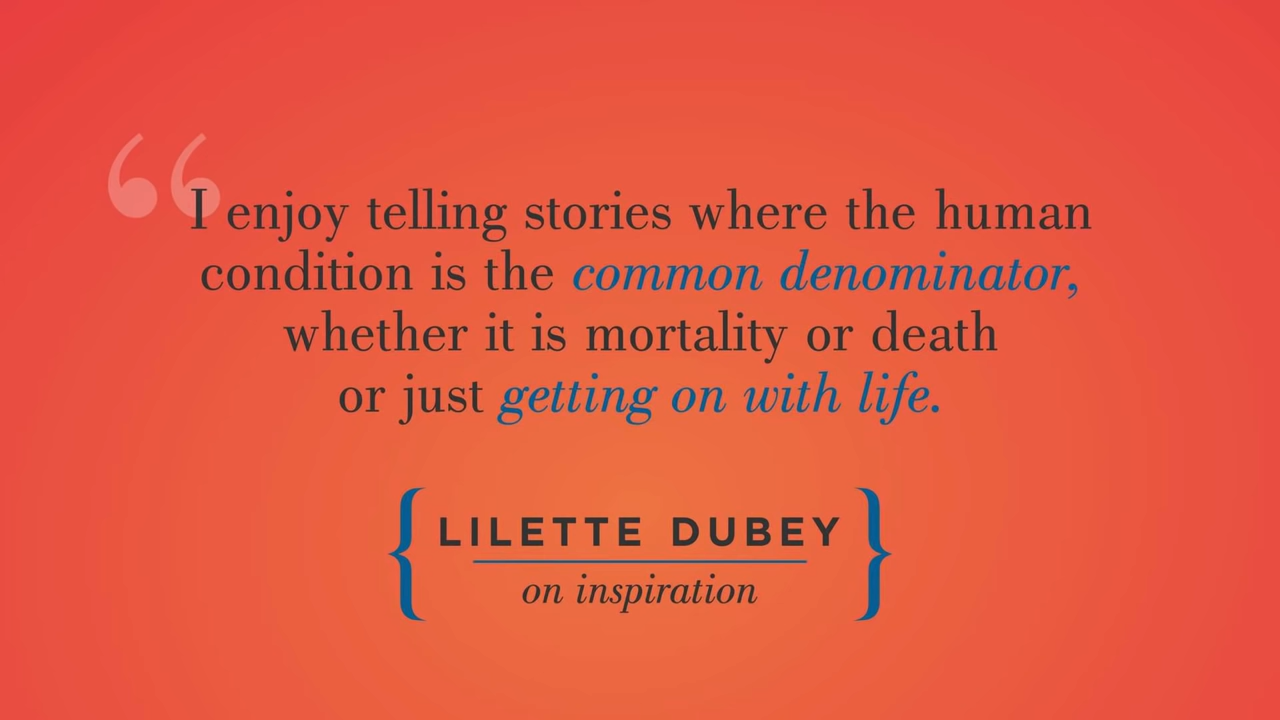 “I enjoy telling stories where the human
condition is the common denominator,
whether it is mortality or death
or just getting on with life.
{LILETTE DUBEY}
on inspiration